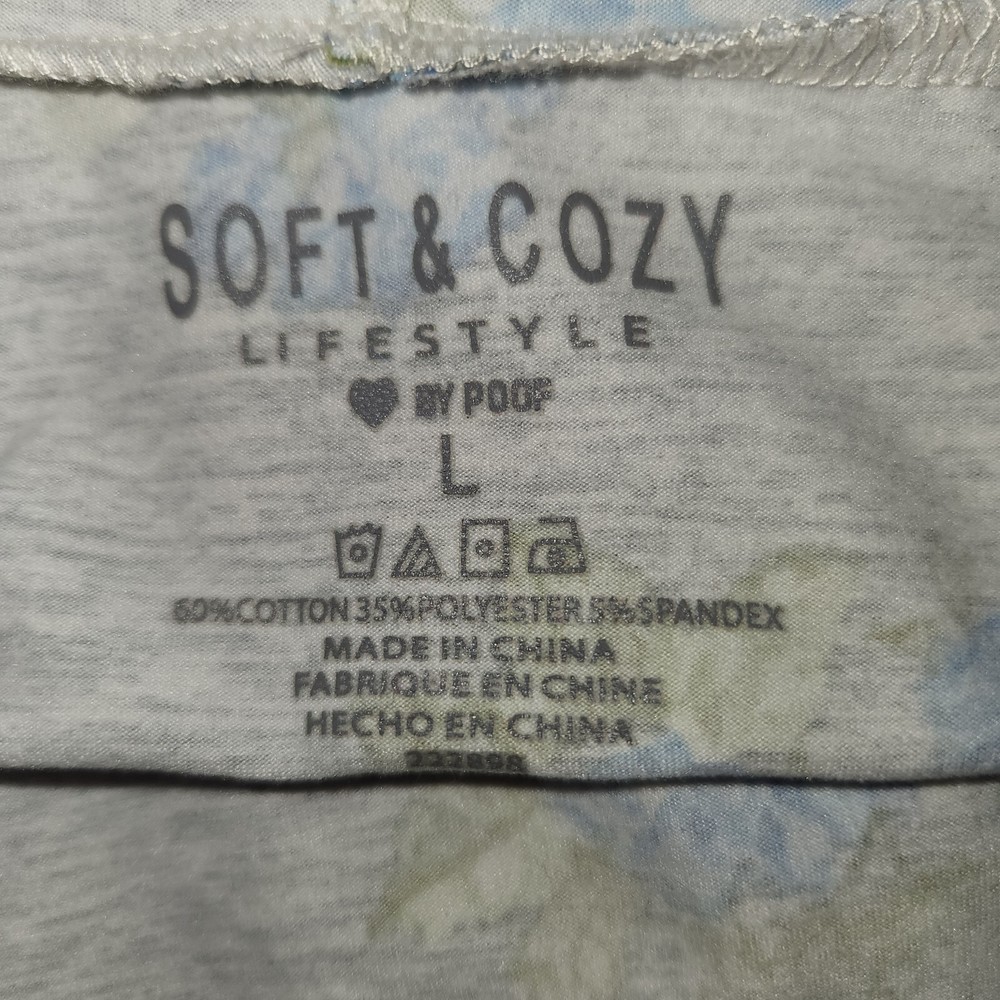 SOFT & COZY
LIFESTYLE
BY POOF
L
60%COTTON 35%POLYESTER 5%SPANDEX
MADE IN CHINA
FABRIQUE EN CHINE
HECHO EN CHINA